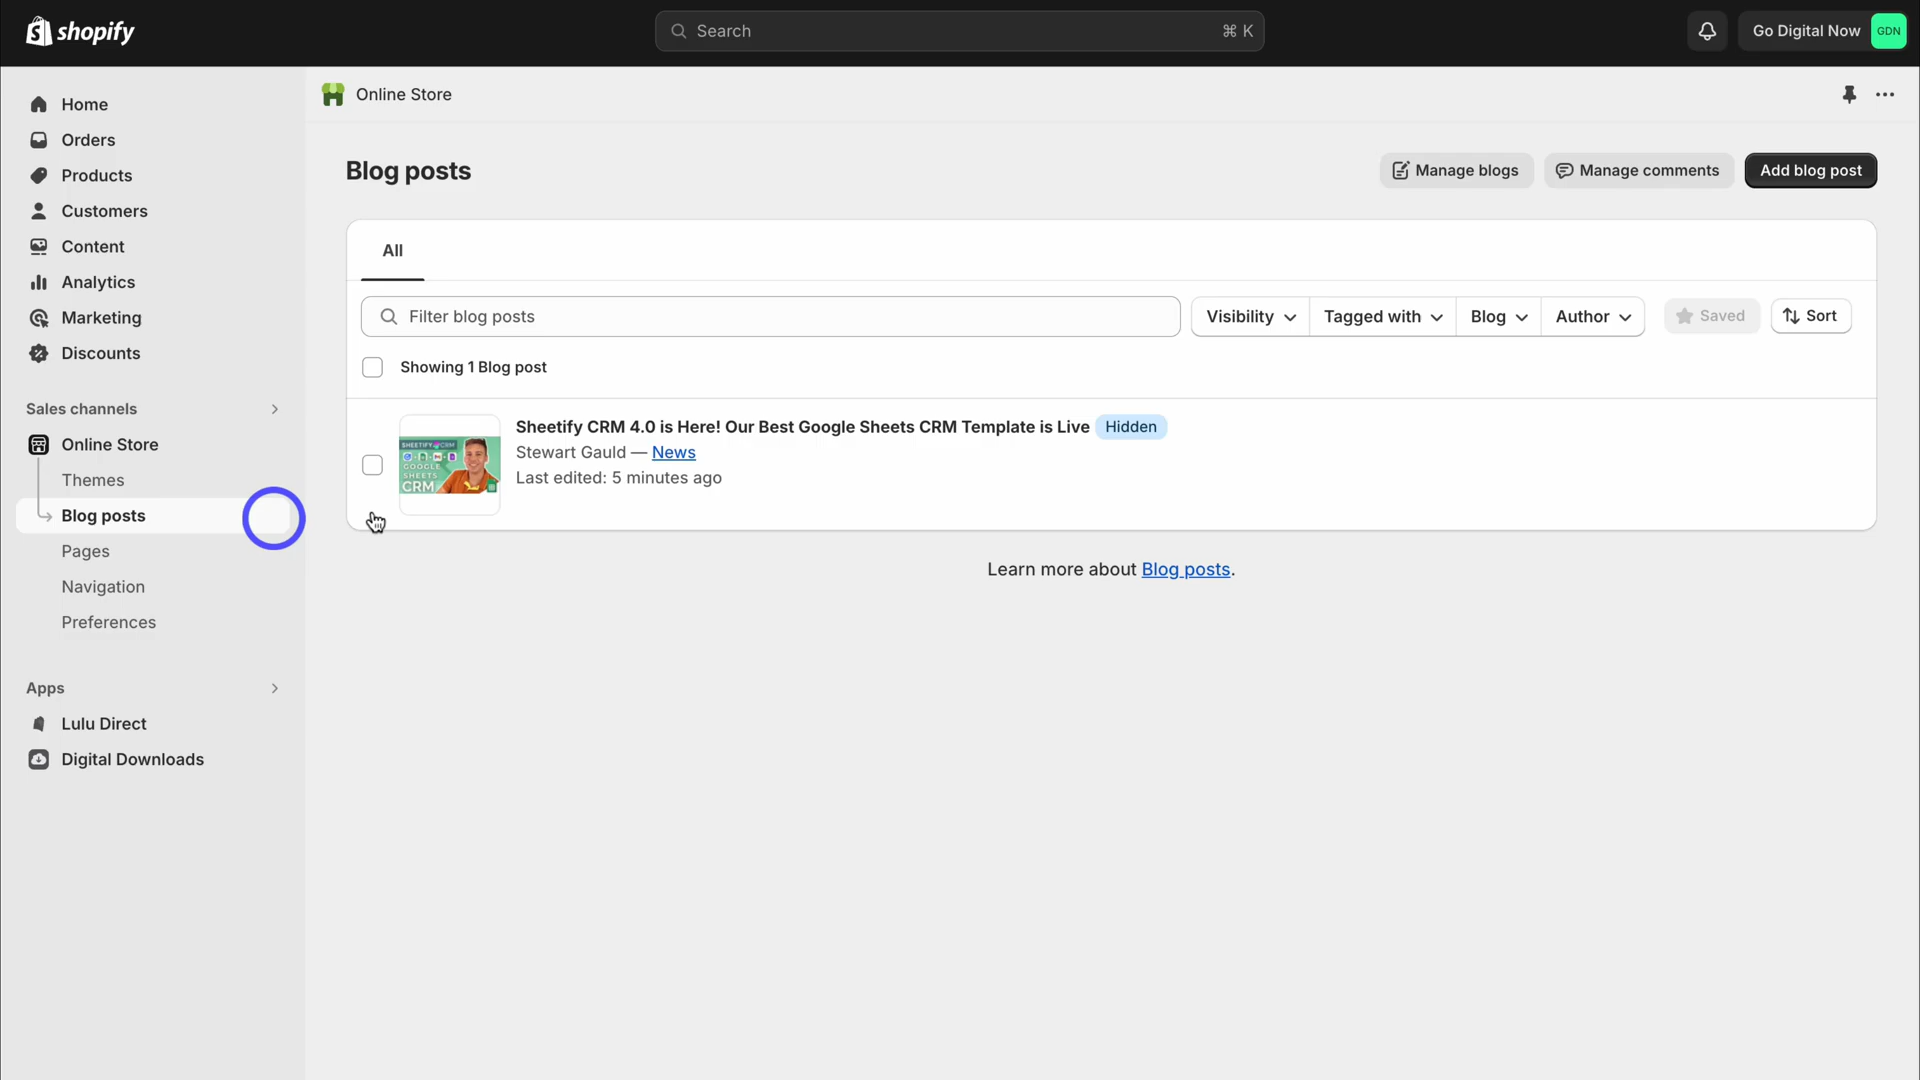 shopify
Search
⌘ K
Go Digital Now
GDN
Home
Orders
Products
Customers
Content
Analytics
Marketing
Discounts
Sales channels
Online Store
Themes
Blog posts
Pages
Navigation
Preferences
Apps
Lulu Direct
Digital Downloads
Online Store
Blog posts
Manage blogs
Manage comments
Add blog post
All
Filter blog posts
Visibility
Tagged with
Blog
Author
Saved
Sort
Showing 1 Blog post
SHEETIFY CRM
GOOGLE
SHEETS
CRM
Sheetify CRM 4.0 is Here! Our Best Google Sheets CRM Template is Live
Hidden
Stewart Gauld — News
Last edited: 5 minutes ago
Learn more about Blog posts.